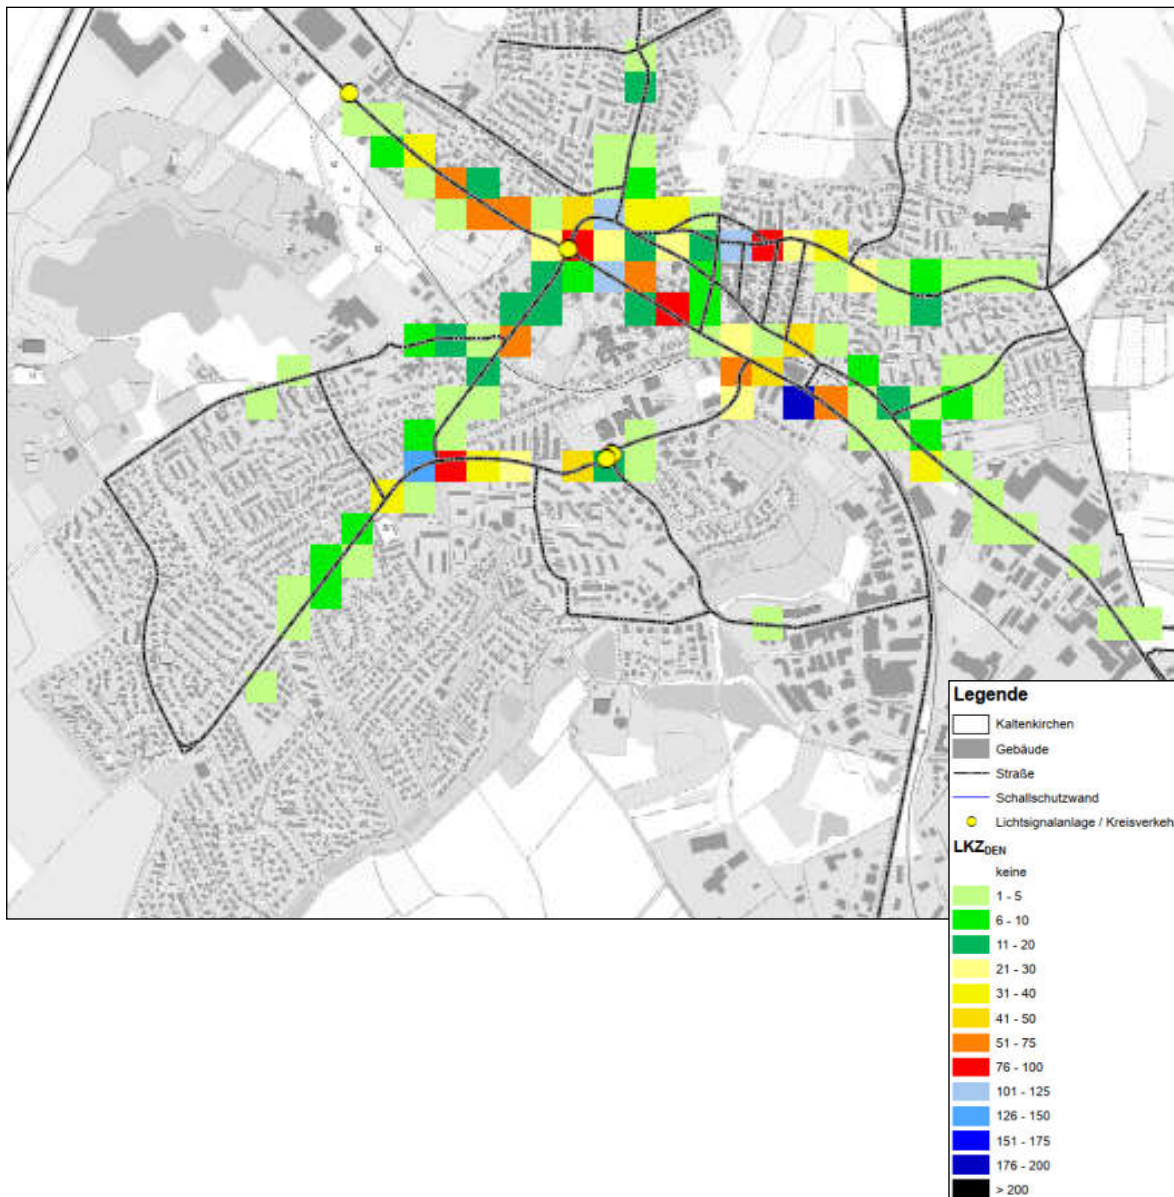 Legende
Kaltenkirchen
Gebäude
Straße
Schallschutzwand
Lichtsignalanlage / Kreisverkeh
LKZDEN
keine
1 - 5
6 - 10
11 - 20
21 - 30
31 - 40
41 - 50
51 - 75
76 - 100
101 - 125
126 - 150
151 - 175
176 - 200
> 200